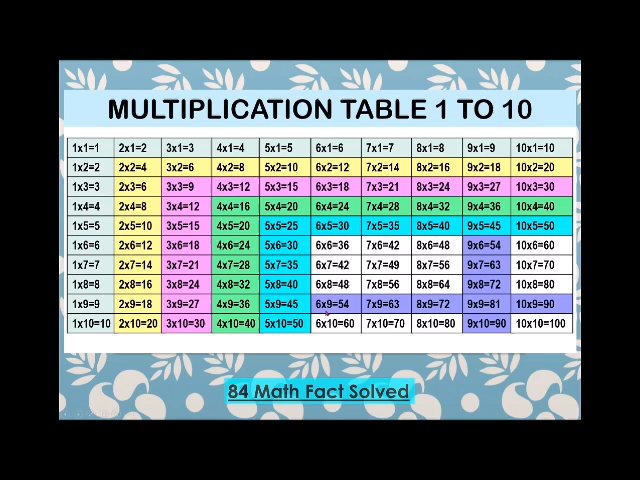 MULTIPLICATION TABLE 1 TO 10
1x1=1 2x1=2 3x1=3 4x1=4 5x1=5 6x1=6 7x1=7 8x1=8 9x1=9 10x1=10
1x2=2 2x2=4 3x2=6 4x2=8 5x2=10 6x2=12 7x2=14 8x2=16 9x2=18 10x2=20
1x3=3 2x3=6 3x3=9 4x3=12 5x3=15 6x3=18 7x3=21 8x3=24 9x3=27 10x3=30
1x4=4 2x4=8 3x4=12 4x4=16 5x4=20 6x4=24 7x4=28 8x4=32 9x4=36 10x4=40
1x5=5 2x5=10 3x5=15 4x5=20 5x5=25 6x5=30 7x5=35 8x5=40 9x5=45 10x5=50
1x6=6 2x6=12 3x6=18 4x6=24 5x6=30 6x6=36 7x6=42 8x6=48 9x6=54 10x6=60
1x7=7 2x7=14 3x7=21 4x7=28 5x7=35 6x7=42 7x7=49 8x7=56 9x7=63 10x7=70
1x8=8 2x8=16 3x8=24 4x8=32 5x8=40 6x8=48 7x8=56 8x8=64 9x8=72 10x8=80
1x9=9 2x9=18 3x9=27 4x9=36 5x9=45 6x9=54 7x9=63 8x9=72 9x9=81 10x9=90
1x10=10 2x10=20 3x10=30 4x10=40 5x10=50 6x10=60 7x10=70 8x10=80 9x10=90 10x10=100
84 Math Fact Solved